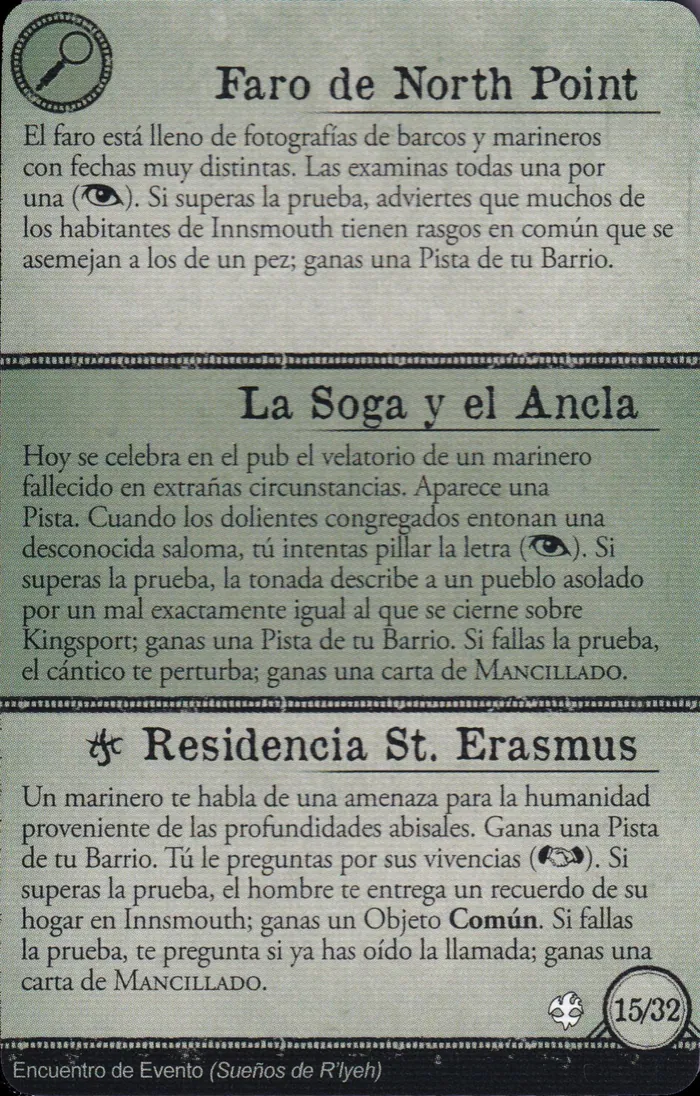 Faro de North Point
El faro está lleno de fotografías de barcos y marineros
con fechas muy distintas. Las examinas todas una por
una (). Si superas la prueba, adviertes que muchos de
los habitantes de Innsmouth tienen rasgos en común que se
asemejan a los de un pez; ganas una Pista de tu Barrio.
La Soga y el Ancla
Hoy se celebra en el pub el velatorio de un marinero
fallecido en extrañas circunstancias. Aparece una
Pista. Cuando los dolientes congregados entonan una
desconocida saloma, tú intentas pillar la letra (). Si
superas la prueba, la tonada describe a un pueblo asolado
por un mal exactamente igual al que se cierne sobre
Kingsport; ganas una Pista de tu Barrio. Si fallas la prueba,
el cántico te perturba; ganas una carta de MANCILLADO.
Residencia St. Erasmus
Un marinero te habla de una amenaza para la humanidad
proveniente de las profundidades abisales. Ganas una Pista
de tu Barrio. Tú le preguntas por sus vivencias (). Si
superas la prueba, el hombre te entrega un recuerdo de su
hogar en Innsmouth; ganas un Objeto Común. Si fallas
la prueba, te pregunta si ya has oído la llamada; ganas una
carta de MANCILLADO.
15/32
Encuentro de Evento (Sueños de R'lyeh)